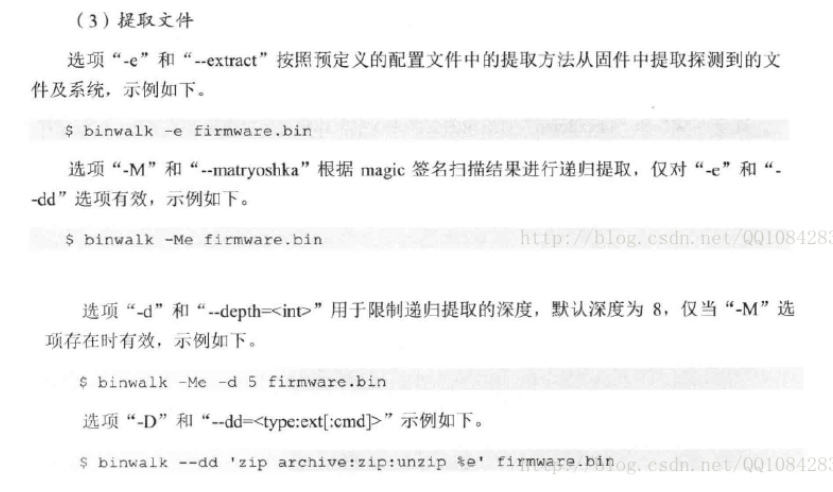 （3）提取文件
选项“-e”和“--extract”按照预定义的配置文件中的提取方法从固件中提取探测到的文
件及系统，示例如下。
$ binwalk -e firmware.bin
选项“-M”和“--matryoshka”根据 magic 签名扫描结果进行递归提取，仅对“-e”和“-
-dd”选项有效，示例如下。
$ binwalk -Me firmware.bin
http://blog.csdn.net/QQ1084283
选项“-d”和“--depth=<int>”用于限制递归提取的深度，默认深度为 8，仅当“-M”选
项存在时有效，示例如下。
$ binwalk -Me -d 5 firmware.bin
选项“-D”和“--dd=<type:ext[:cmd]>”示例如下。
$ binwalk --dd 'zip archive:zip:unzip %e' firmware.bin
blog.csdn.net/QQ1084283